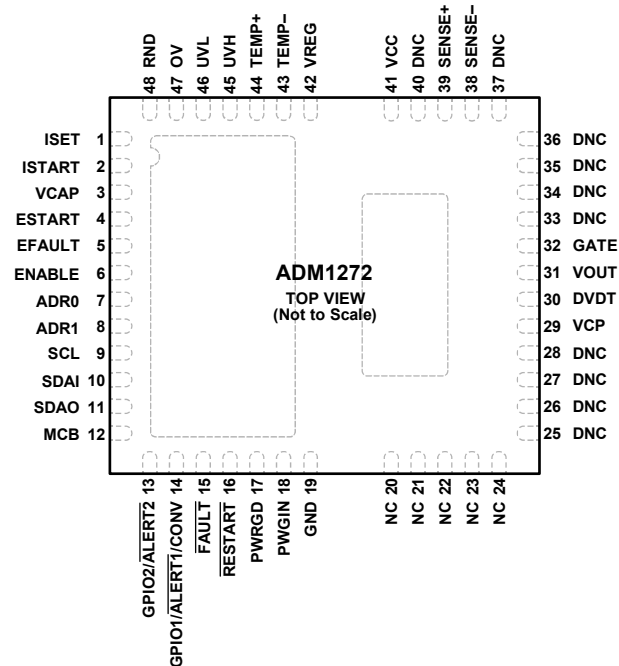 48 RND
47 OV
46 UVL
45 UVH
44 TEMP+
43 TEMP–
42 VREG
41 VCC
40 DNC
39 SENSE+
38 SENSE–
37 DNC
ISET 1
ISTART 2
VCAP 3
ESTART 4
EFAULT 5
ENABLE 6
ADR0 7
ADR1 8
SCL 9
SDAI 10
SDAO 11
MCB 12
ADM1272
TOP VIEW
(Not to Scale)
36 DNC
35 DNC
34 DNC
33 DNC
32 GATE
31 VOUT
30 DVDT
29 VCP
28 DNC
27 DNC
26 DNC
25 DNC
GPIO2/ALERT2 13
GPIO1/ALERT1/CONV 14
FAULT 15
RESTART 16
PWRGD 17
PWGIN 18
GND 19
NC 20
NC 21
NC 22
NC 23
NC 24